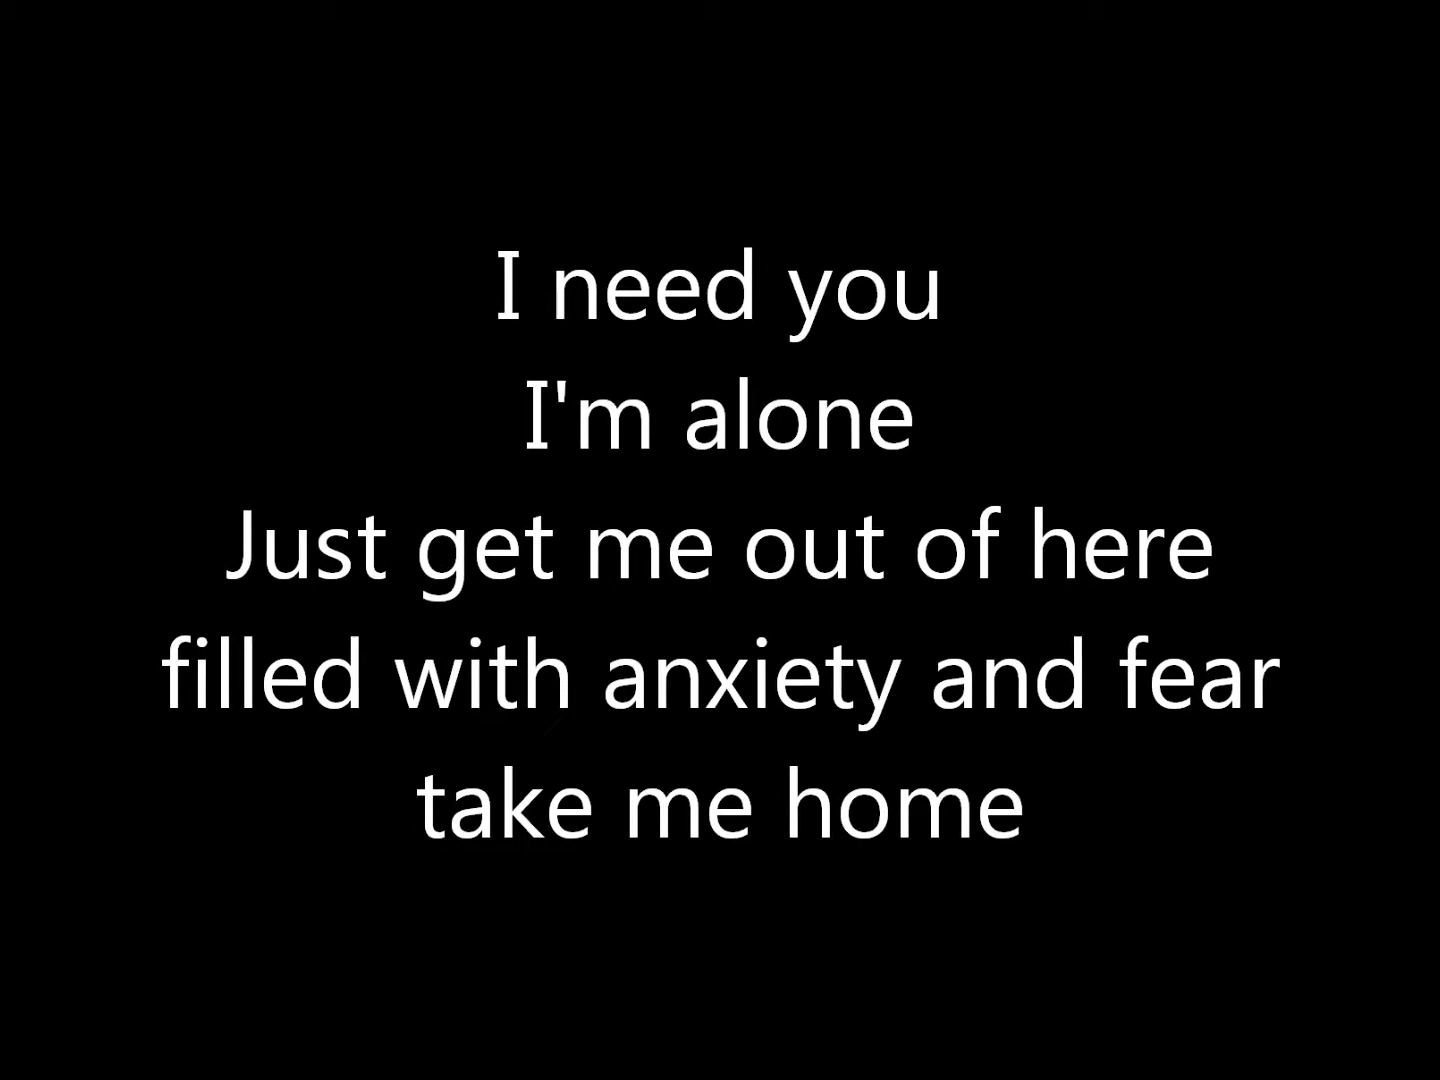 I need you
I'm alone
Just get me out of here
filled with anxiety and fear
take me home